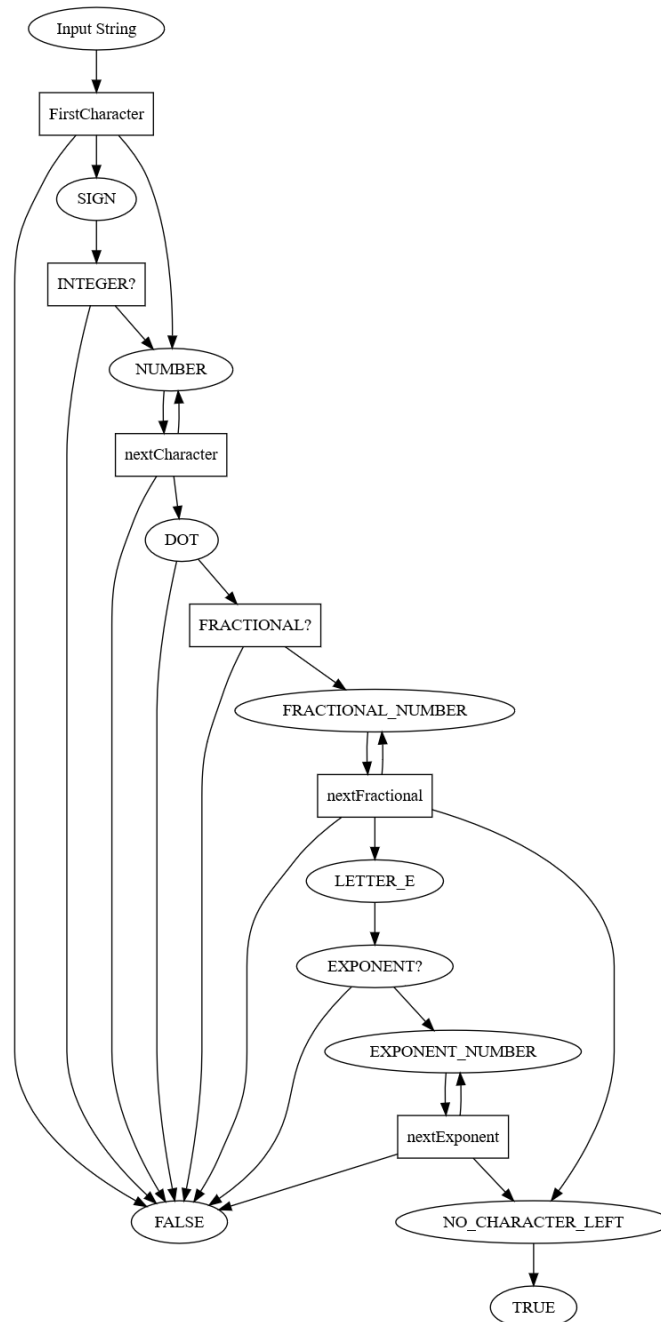 Input String
FirstCharacter
SIGN
INTEGER?
NUMBER
nextCharacter
DOT
FRACTIONAL?
FRACTIONAL_NUMBER
nextFractional
LETTER_E
EXPONENT?
EXPONENT_NUMBER
nextExponent
FALSE
NO_CHARACTER_LEFT
TRUE